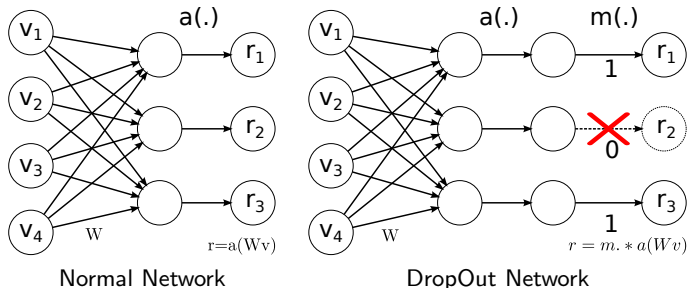 a(.)
v1
v2
v3
v4
r1
r2
r3
W
r=a(Wv)
Normal Network
a(.)
m(.)
v1
v2
v3
v4
1
r1
0
r2
1
r3
W
r = m. * a(Wv)
DropOut Network